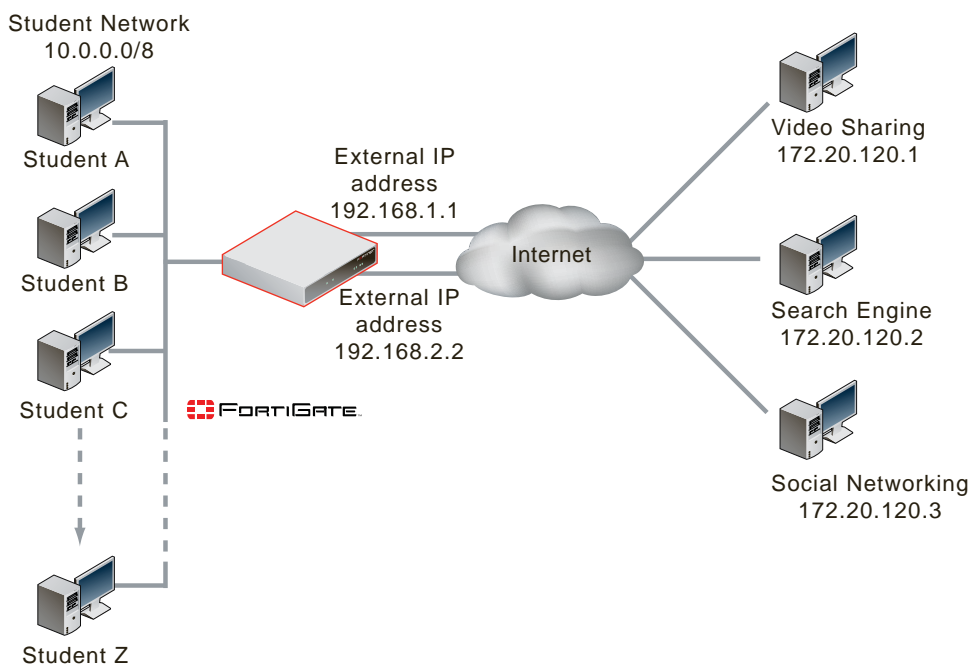 Student Network
10.0.0.0/8
Student A
Student B
Student C
Student Z
External IP
address
192.168.1.1
External IP
address
192.168.2.2
FORTIGATE
Internet
Video Sharing
172.20.120.1
Search Engine
172.20.120.2
Social Networking
172.20.120.3